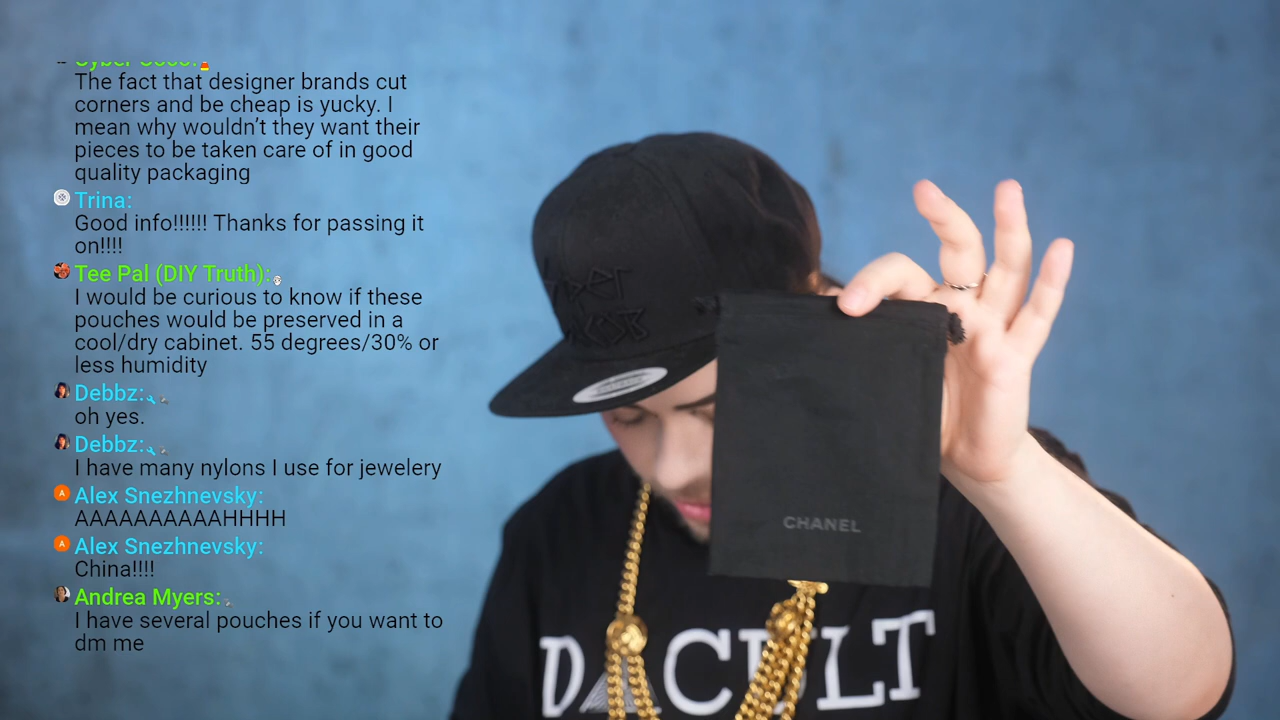 The fact that designer brands cut
corners and be cheap is yucky. I
mean why wouldn't they want their
pieces to be taken care of in good
quality packaging
Trina:
Good info!!!!!! Thanks for passing it
on!!!!
Tee Pal (DIY Truth):
I would be curious to know if these
pouches would be preserved in a
cool/dry cabinet. 55 degrees/30% or
less humidity
Debbz:
oh yes.
Debbz:
I have many nylons I use for jewelery
Alex Snezhnevsky:
AAAAAAAAAAHHHH
Alex Snezhnevsky:
China!!!!
Andrea Myers:
I have several pouches if you want to
dm me
CHANEL